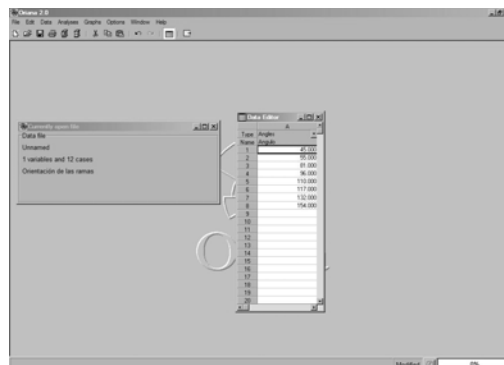 Oriana 2.0
File Edit Data Analyses Graphs Options Window Help
Currently open file
Data file
Unnamed
1 variables and 12 cases
Orientación de las ramas
Data Editor
A
Type Angles
Name Angulo
1 45.000
2 55.000
3 81.000
4 96.000
5 110.000
6 117.000
7 132.000
8 154.000
9
10
11
12
13
14
15
16
17
18
19
20
O
Modified 0%